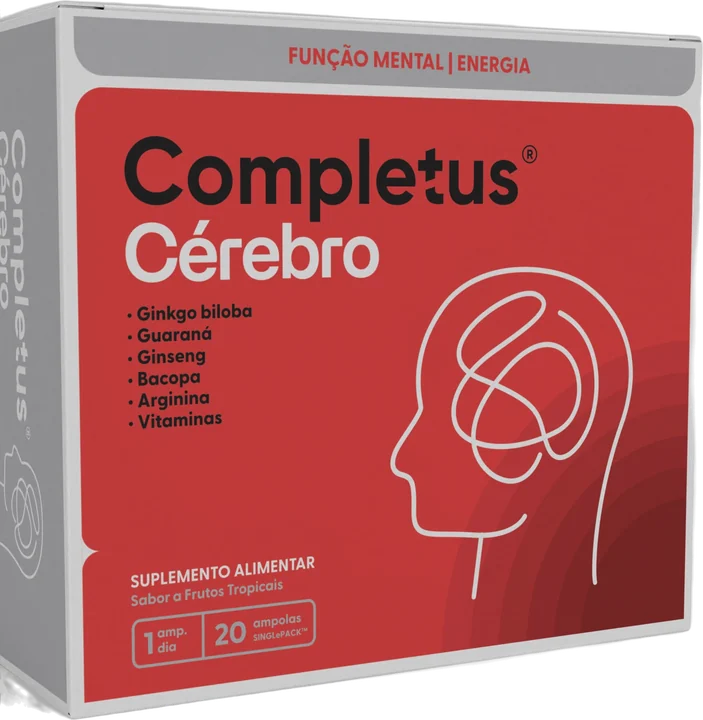 FUNÇÃO MENTAL | ENERGIA
Completus®
Cérebro
• Ginkgo biloba
• Guaraná
• Ginseng
• Bacopa
• Arginina
• Vitaminas
SUPLEMENTO ALIMENTAR
Sabor a Frutos Tropicais
1 amp.
dia
20 ampolas
SINGLePACK™
Completus®
Cérebro